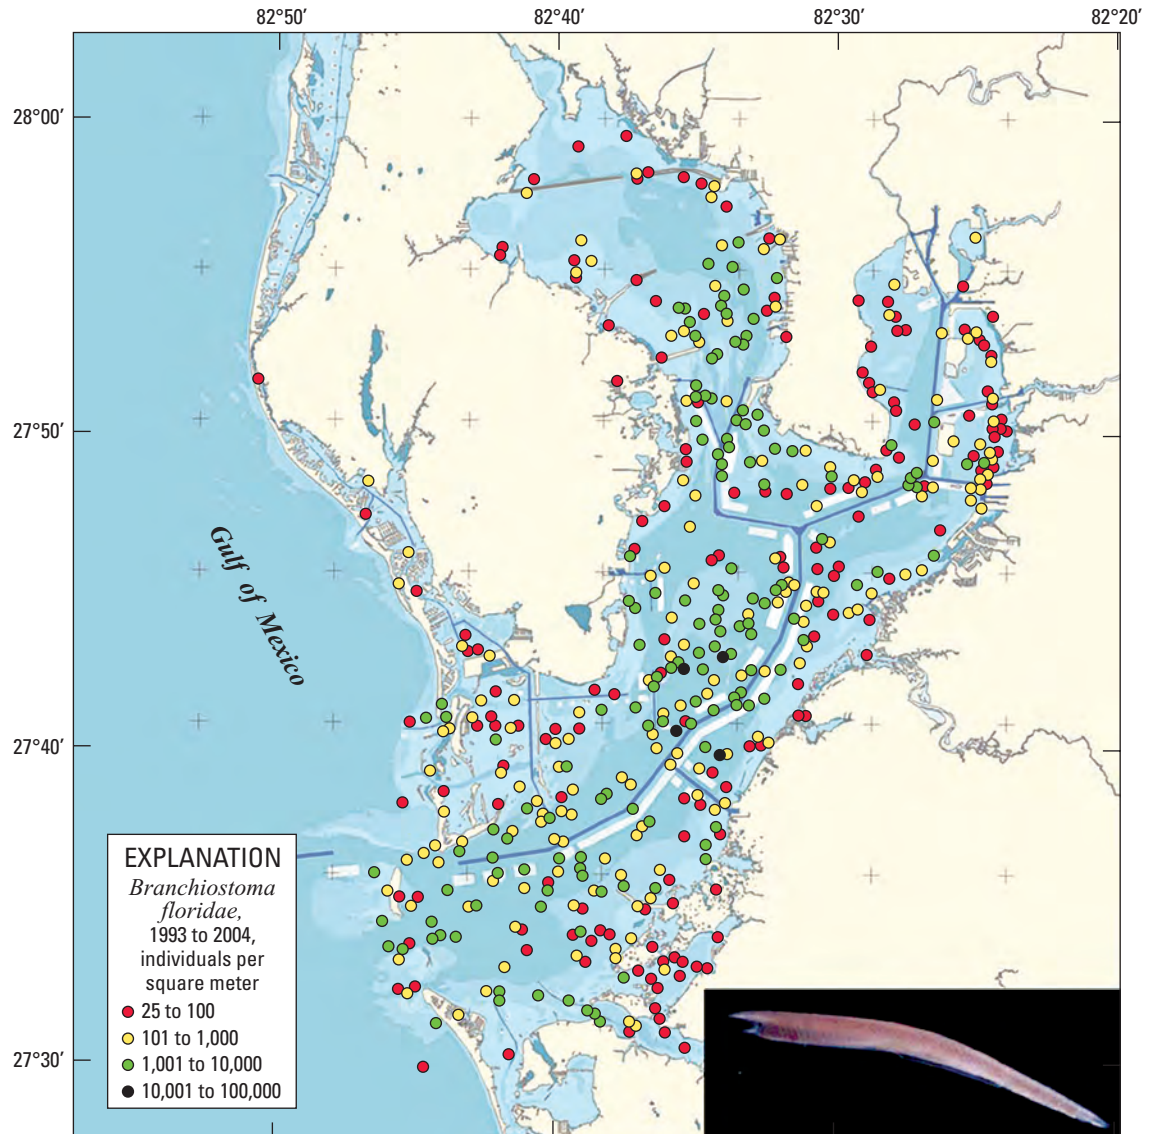 82°50′ 82°40′ 82°30′ 82°20′
28°00′
27°50′
Gulf of Mexico
27°40′
27°30′
EXPLANATION
Branchiostoma
floridae,
1993 to 2004,
individuals per
square meter
25 to 100
101 to 1,000
1,001 to 10,000
10,001 to 100,000